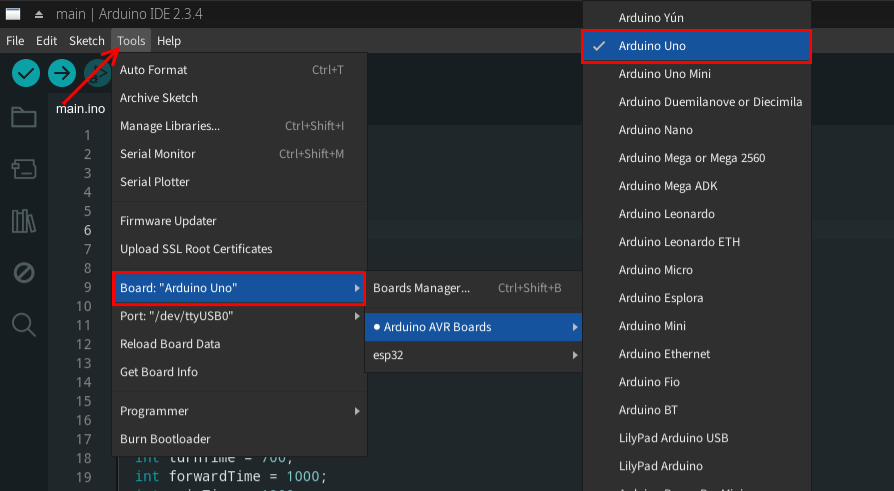 main | Arduino IDE 2.3.4
File Edit Sketch Tools Help
main.ino
1
2
3
4
5
6
7
8
9
10
11
12
13
14
15
16
17
18
19
Auto Format Ctrl+T
Archive Sketch
Manage Libraries... Ctrl+Shift+I
Serial Monitor Ctrl+Shift+M
Serial Plotter
Firmware Updater
Upload SSL Root Certificates
Board: "Arduino Uno"
Port: "/dev/ttyUSB0"
Reload Board Data
Get Board Info
Programmer
Burn Bootloader
int turnTime = 700;
int forwardTime = 1000;
Boards Manager... Ctrl+Shift+B
Arduino AVR Boards
esp32
Arduino Yún
Arduino Uno
Arduino Uno Mini
Arduino Duemilanove or Diecimila
Arduino Nano
Arduino Mega or Mega 2560
Arduino Mega ADK
Arduino Leonardo
Arduino Leonardo ETH
Arduino Micro
Arduino Esplora
Arduino Mini
Arduino Ethernet
Arduino Fio
Arduino BT
LilyPad Arduino USB
LilyPad Arduino